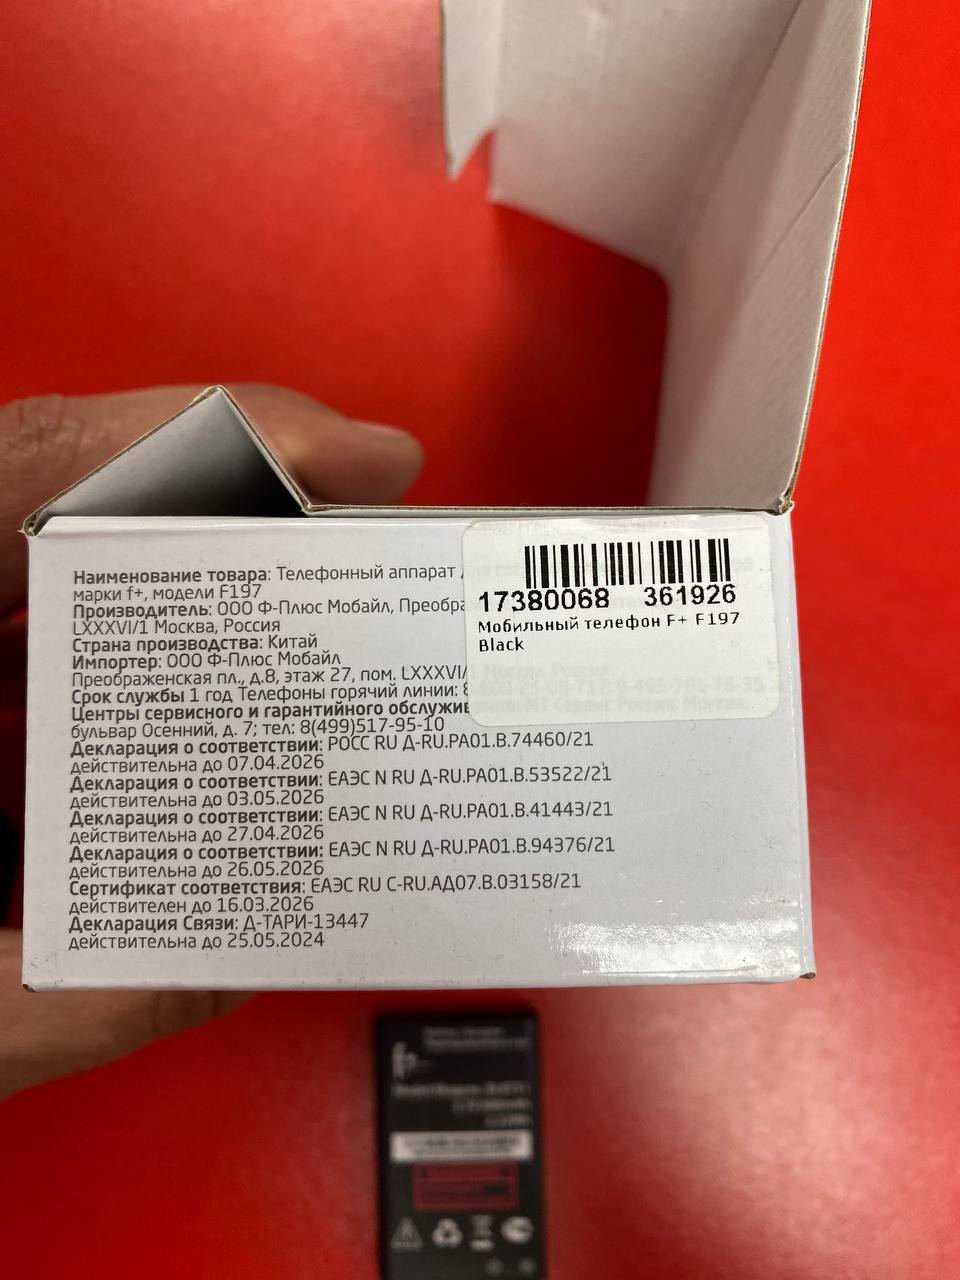 Наименование товара: Телефонный аппарат
марки f+, модели F197
Производитель: ООО Ф-Плюс Мобайл,
LXXXVI/1 Москва, Россия
Страна производства: Китай
Импортер: ООО Ф-Плюс Мобайл
Преображенская пл., д.8, этаж 27, пом. LXXXVI/
Срок службы 1 год Телефоны горячий линии: 8
Центры сервисного и гарантийного
бульвар Осенний, д. 7; тел: 8(499)517-95-10
Декларация о соответствии: РОСС RU Д-RU.РА01.В.74460/21
действительна до 07.04.2026
Декларация о соответствии: ЕАЭС N RU Д-RU.РА01.В.53522/21
действительна до 03.05.2026
Декларация о соответствии: ЕАЭС N RU Д-RU.РА01.В.41443/21
действительна до 27.04.2026
Декларация о соответствии: ЕАЭС N RU Д-RU.РА01.В.94376/21
действительна до 26.05.2026
Сертификат соответствия: ЕАЭС RU С-RU.АД07.В.03158/21
действителен до 16.03.2026
Декларация Связи: Д-ТАРИ-13447
действительна до 25.05.2024
17380068 361926
Мобильный телефон F+ F197
Black
f+